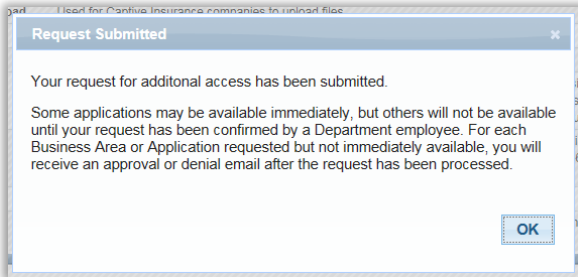 Used for Captive Insurance companies to upload files
Request Submitted
Your request for additonal access has been submitted.
Some applications may be available immediately, but others will not be available
until your request has been confirmed by a Department employee. For each
Business Area or Application requested but not immediately available, you will
receive an approval or denial email after the request has been processed.
OK